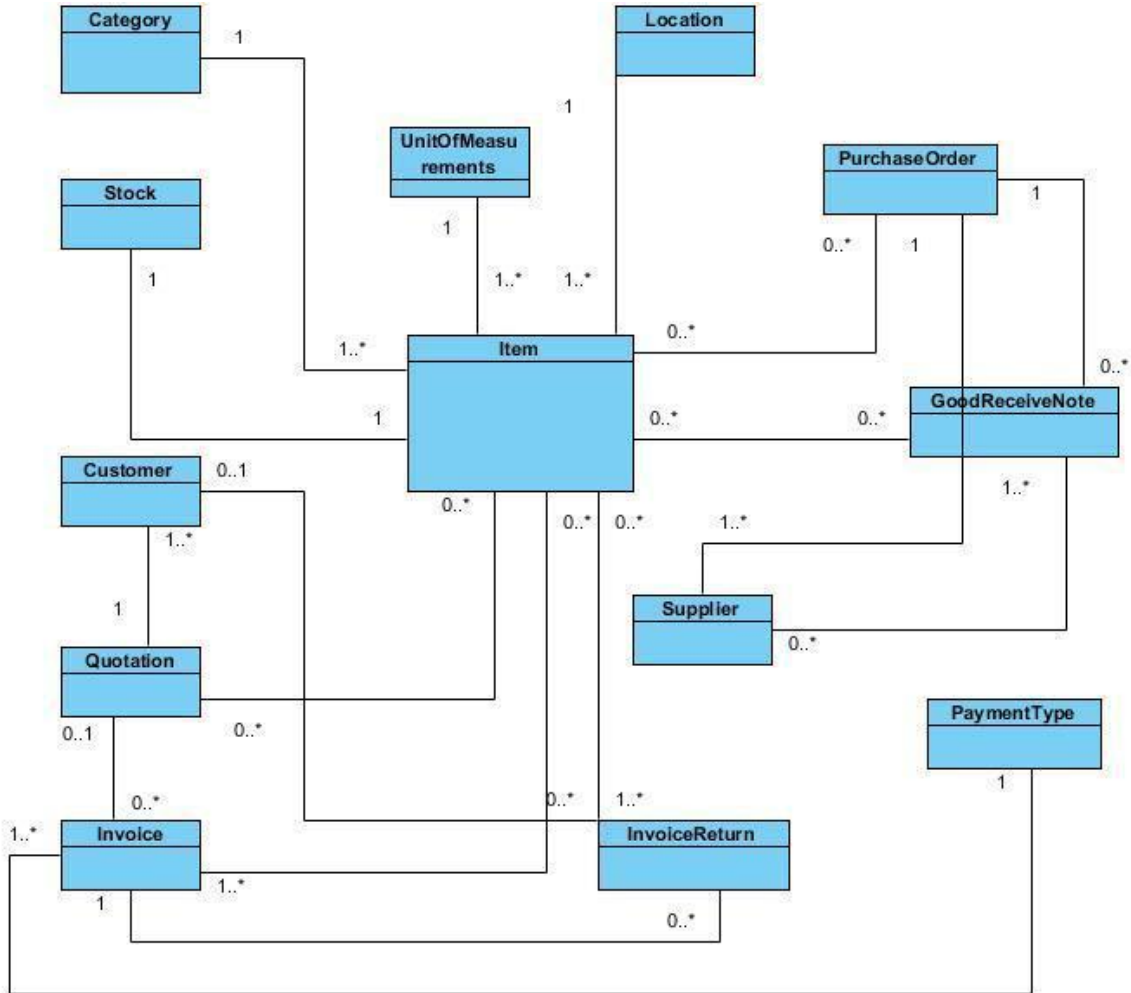 Category
1
Location
1
UnitOfMeasu
rements
PurchaseOrder
Stock
1
1
0..*
1
1
1..*
1..*
0..*
1..*
Item
0..*
1
0..*
0..*
GoodReceiveNote
Customer
0..1
0..*
0..*
0..*
1..*
1..*
1..*
1
Supplier
0..*
Quotation
0..1
0..*
PaymentType
1
0..*
0..*
1..*
1..*
Invoice
InvoiceReturn
1..*
1
0..*